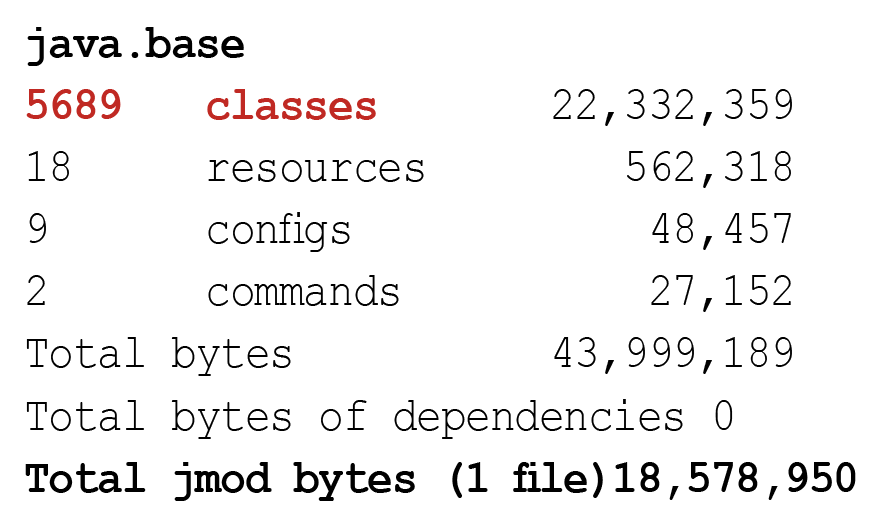 java.base
5689 classes 22,332,359
18 resources 562,318
9 configs 48,457
2 commands 27,152
Total bytes 43,999,189
Total bytes of dependencies 0
Total jmod bytes (1 file)18,578,950